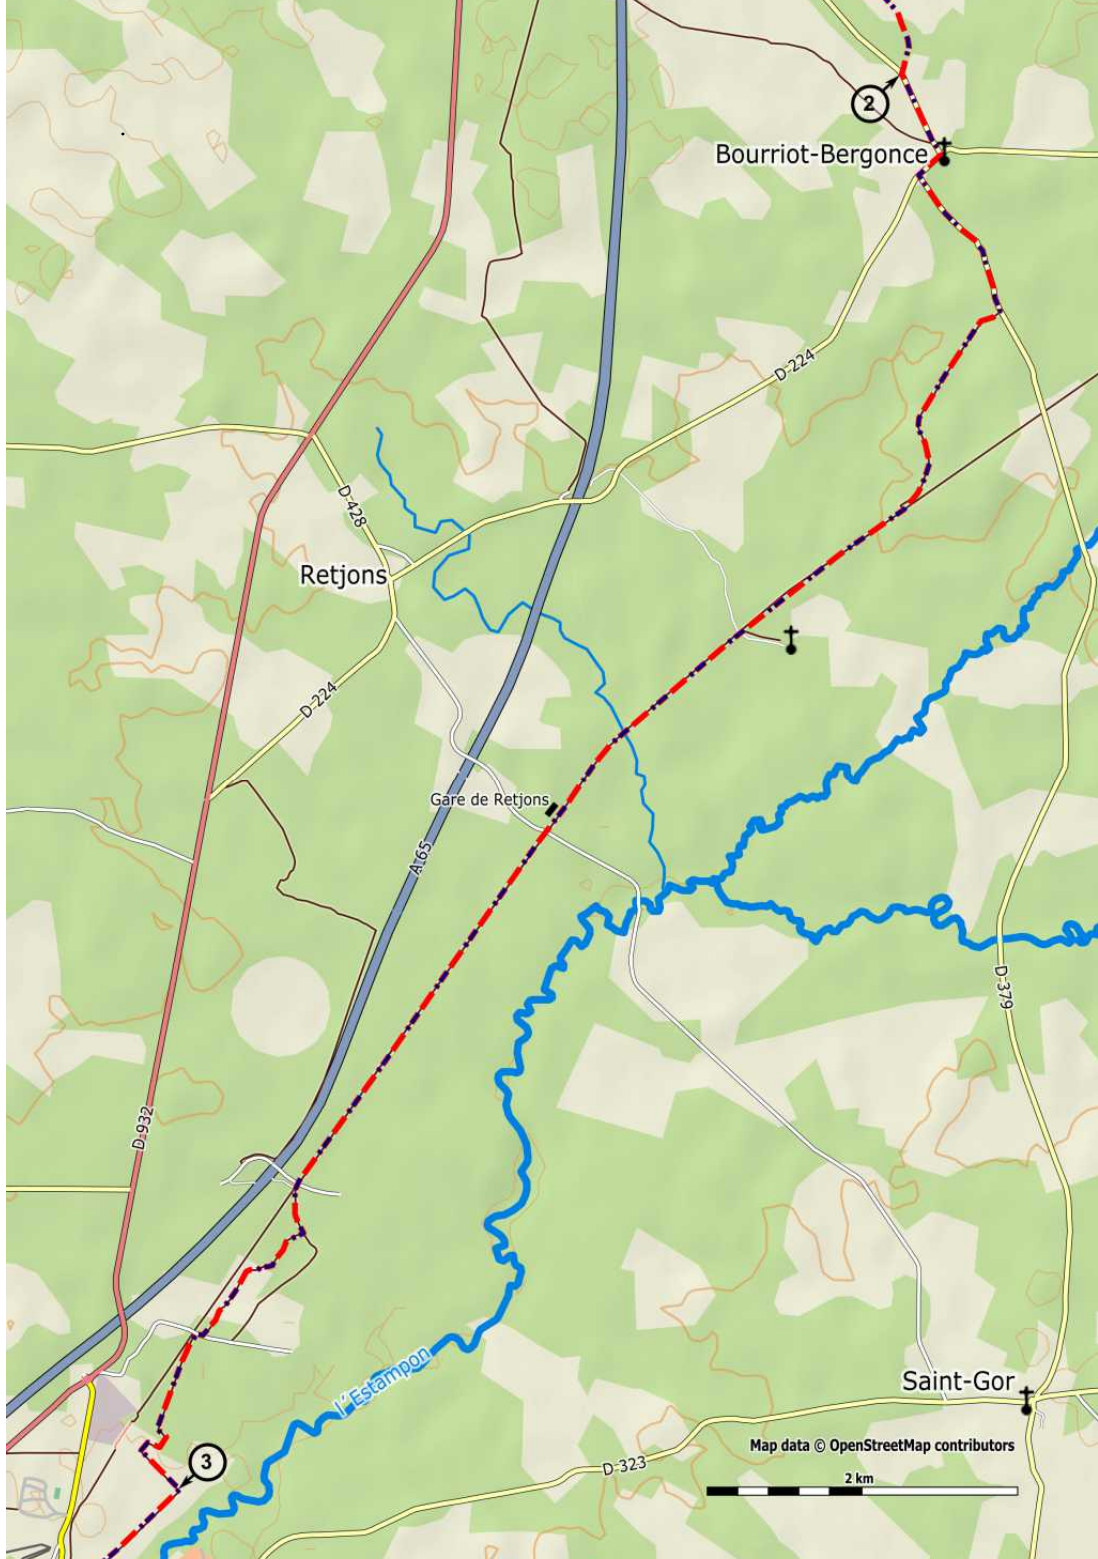 2
Bourriot-Bergonce
D-224
D-428
Retjons
D-224
Gare de Retjons
A 65
D-379
D-932
l'Estampon
Saint-Gor
Map data © OpenStreetMap contributors
3
D-323
2 km